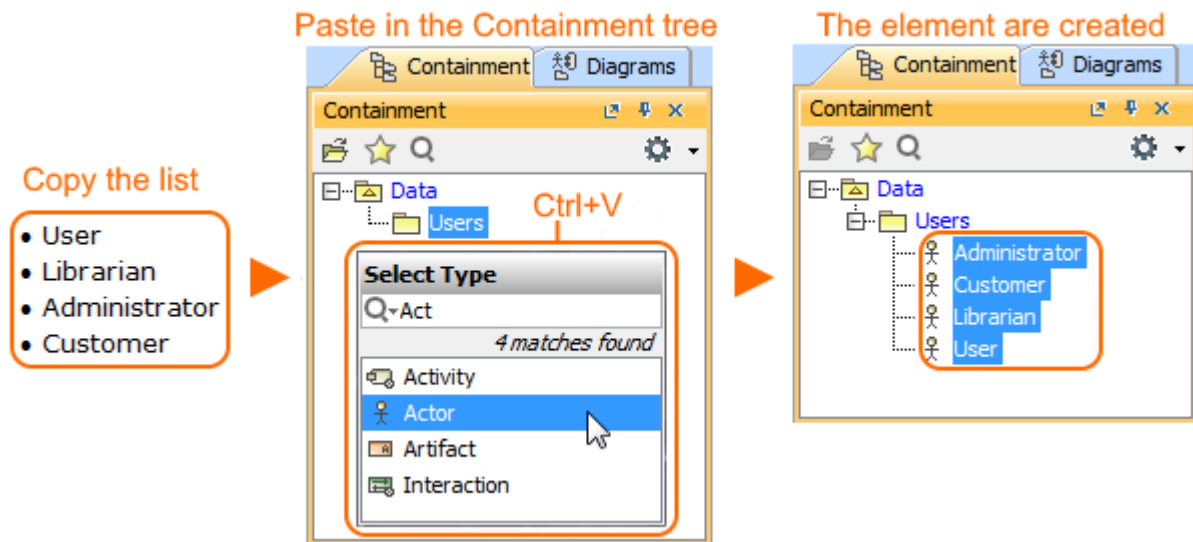 Copy the list
• User
• Librarian
• Administrator
• Customer
Paste in the Containment tree
Containment Diagrams
Containment
Data
Users
Ctrl+V
Select Type
Act
4 matches found
Activity
Actor
Artifact
Interaction
The element are created
Containment Diagrams
Containment
Data
Users
Administrator
Customer
Librarian
User